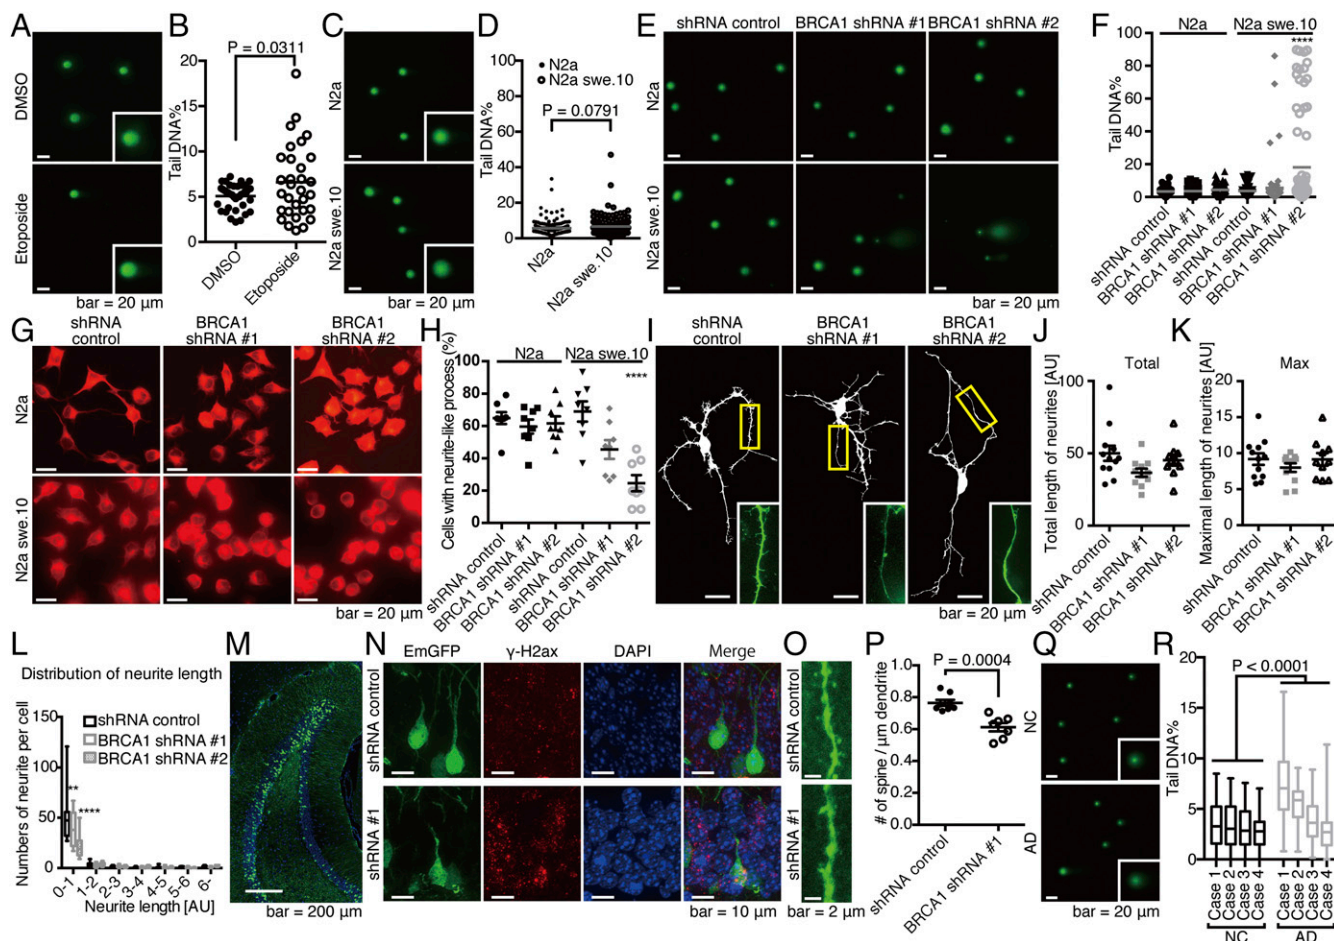 A
DMSO
Etoposide
bar = 20 µm
B
P = 0.0311
Tail DNA%
20
15
10
5
0
DMSO
Etoposide
C
N2a
N2a swe.10
bar = 20 µm
D
N2a
N2a swe.10
P = 0.0791
Tail DNA%
100
80
60
40
20
0
N2a
N2a swe.10
E
shRNA control
BRCA1 shRNA #1
BRCA1 shRNA #2
N2a
N2a swe.10
bar = 20 µm
F
N2a
N2a swe.10
****
Tail DNA%
100
80
60
40
20
0
shRNA control
BRCA1 shRNA #1
BRCA1 shRNA #2
shRNA control
BRCA1 shRNA #1
BRCA1 shRNA #2
G
shRNA
control
BRCA1
shRNA #1
BRCA1
shRNA #2
N2a
N2a swe.10
bar = 20 µm
H
N2a
N2a swe.10
****
Cells with neurite-like process (%)
100
80
60
40
20
0
shRNA control
BRCA1 shRNA #1
BRCA1 shRNA #2
shRNA control
BRCA1 shRNA #1
BRCA1 shRNA #2
I
shRNA
control
BRCA1
shRNA #1
BRCA1
shRNA #2
bar = 20 µm
J
Total
Total length of neurites [AU]
100
50
0
shRNA control
BRCA1 shRNA #1
BRCA1 shRNA #2
K
Max
Maximal length of neurites [AU]
20
15
10
5
0
shRNA control
BRCA1 shRNA #1
BRCA1 shRNA #2
L
Distribution of neurite length
shRNA control
BRCA1 shRNA #1
BRCA1 shRNA #2
**
****
Numbers of neurite per cell
150
100
50
0
0-1
1-2
2-3
3-4
4-5
5-6
6-
Neurite length [AU]
M
bar = 200 µm
N
EmGFP
γ-H2ax
DAPI
Merge
shRNA control
shRNA #1
bar = 10 µm
O
shRNA control
shRNA #1
bar = 2 µm
P
P = 0.0004
# of spine / µm dendrite
1.0
0.8
0.6
0.4
0.2
0.0
shRNA control
BRCA1 shRNA #1
Q
NC
AD
bar = 20 µm
R
P < 0.0001
Tail DNA%
20
15
10
5
0
Case 1
Case 2
Case 3
Case 4
Case 1
Case 2
Case 3
Case 4
NC
AD